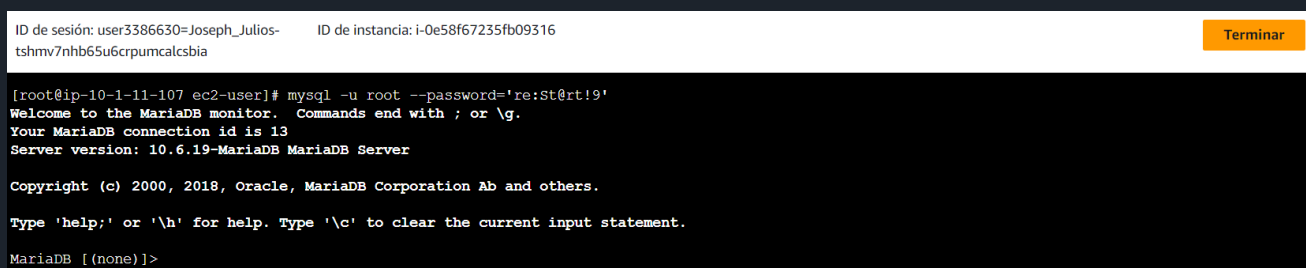 ID de sesión: user3386630=Joseph_Julios-
tshmv7nhb65u6crpumcalcsbia
ID de instancia: i-0e58f67235fb09316
Terminar
[root@ip-10-1-11-107 ec2-user]# mysql -u root --password='re:St@rt!9'
Welcome to the MariaDB monitor.  Commands end with ; or \g.
Your MariaDB connection id is 13
Server version: 10.6.19-MariaDB MariaDB Server
Copyright (c) 2000, 2018, Oracle, MariaDB Corporation Ab and others.
Type 'help;' or '\h' for help. Type '\c' to clear the current input statement.
MariaDB [(none)]>